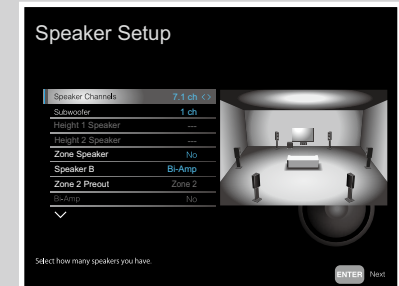 Speaker Setup
Speaker Channels 7.1 ch <>
Subwoofer 1 ch
Height 1 Speaker ---
Height 2 Speaker ---
Zone Speaker No
Speaker B Bi-Amp
Zone 2 Preout Zone 2
Bi-Amp No
Select how many speakers you have.
ENTER Next